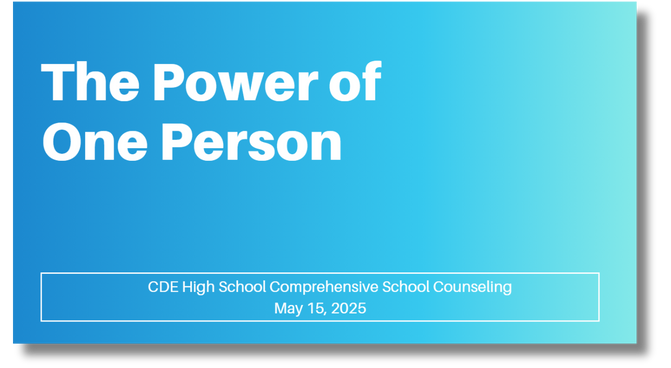 The Power of
One Person
CDE High School Comprehensive School Counseling
May 15, 2025